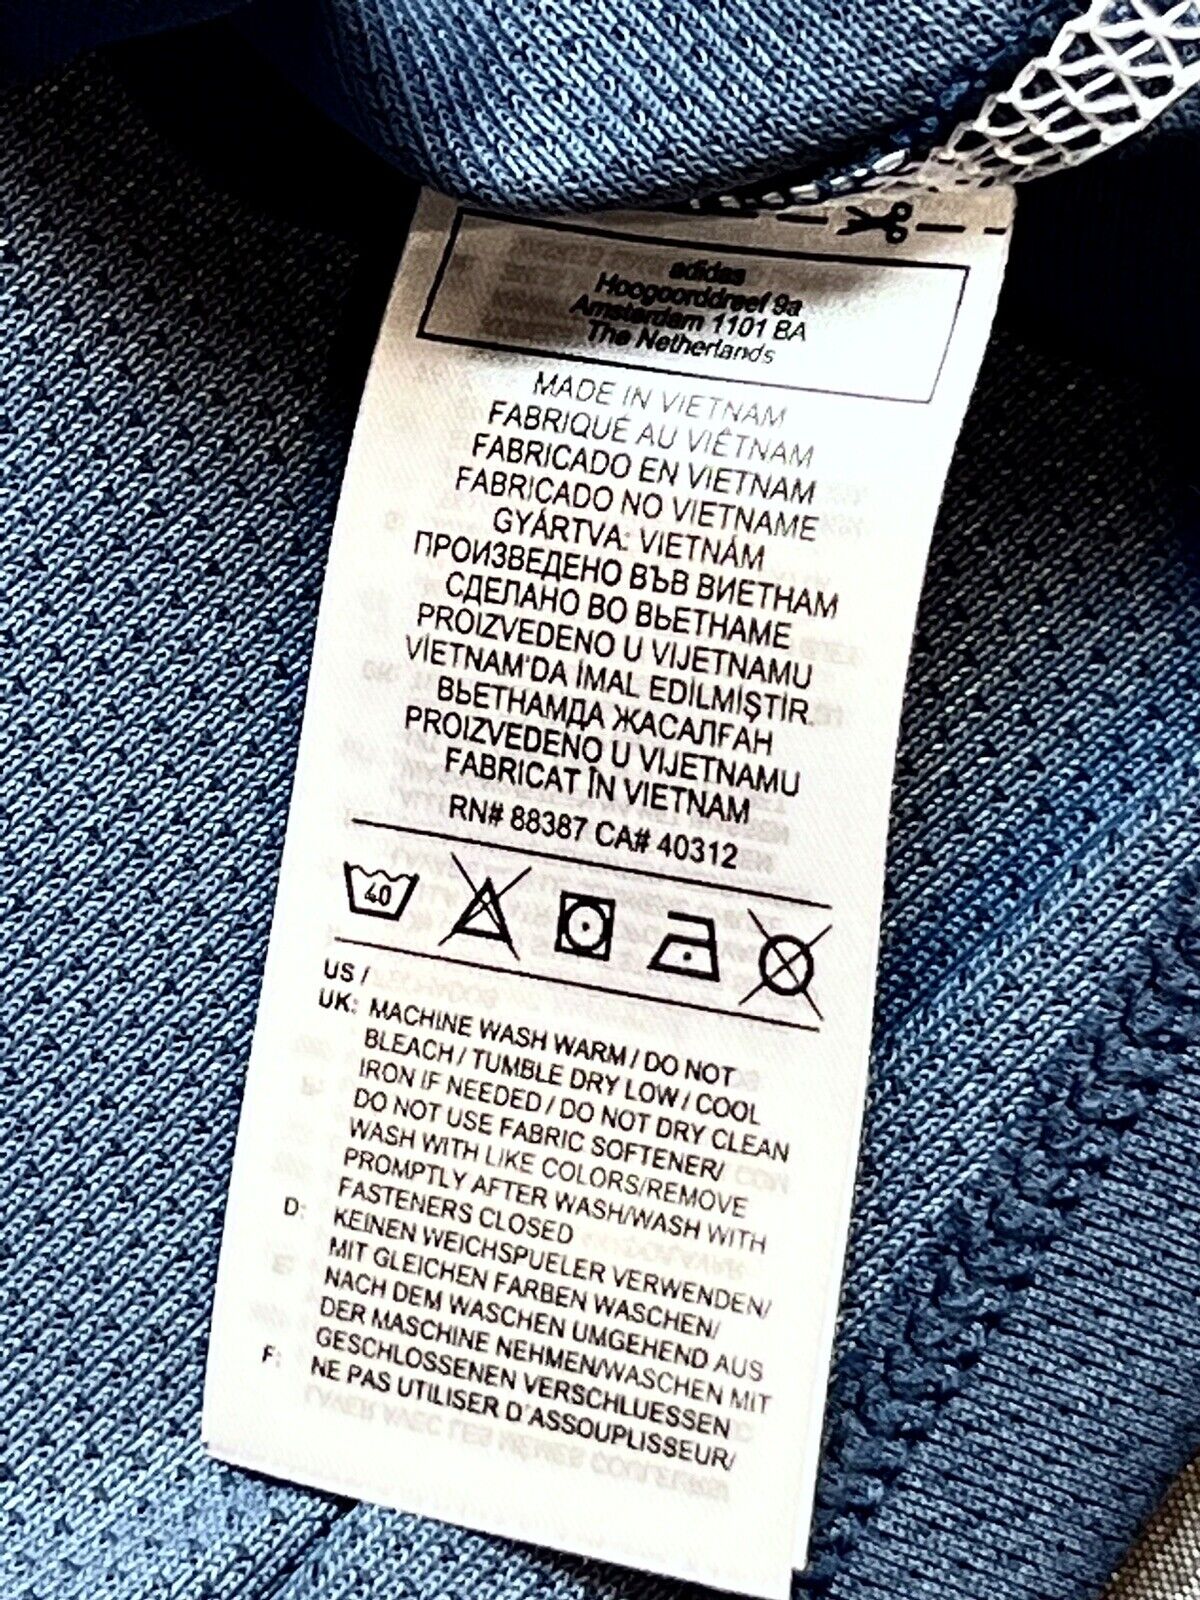 adidas
Hoogoorddreef 9a
Amsterdam 1101 BA
The Netherlands
MADE IN VIETNAM
FABRIQUÉ AU VIÊTNAM
FABRICADO EN VIETNAM
FABRICADO NO VIETNAME
GYÁRTVA: VIETNÁM
ПРОИЗВЕДЕНО ВЪВ ВИЕТНАМ
СДЕЛАНО ВО ВЬЕТНАМЕ
PROIZVEDENO U VIJETNAMU
VİETNAM'DA İMAL EDİLMİŞTİR.
ВЬЕТНАМДА ЖАСАЛҒАН
PROIZVEDENO U VIJETNAMU
FABRICAT ÎN VIETNAM
RN# 88387 CA# 40312
40
US /
UK: MACHINE WASH WARM / DO NOT
BLEACH / TUMBLE DRY LOW / COOL
IRON IF NEEDED / DO NOT DRY CLEAN
DO NOT USE FABRIC SOFTENER/
WASH WITH LIKE COLORS/REMOVE
PROMPTLY AFTER WASH/WASH WITH
FASTENERS CLOSED
D: KEINEN WEICHSPUELER VERWENDEN/
MIT GLEICHEN FARBEN WASCHEN/
NACH DEM WASCHEN UMGEHEND AUS
DER MASCHINE NEHMEN/WASCHEN MIT
GESCHLOSSENEN VERSCHLUESSEN
F: NE PAS UTILISER D'ASSOUPLISSEUR/